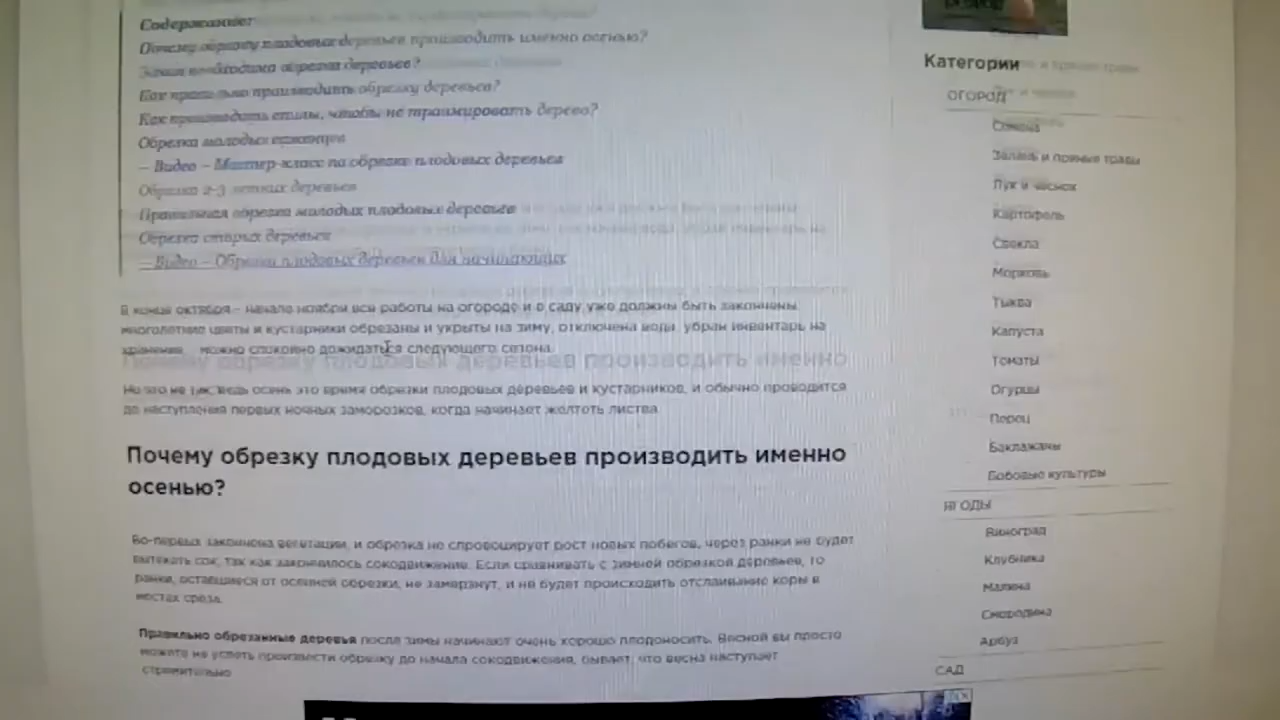 Содержание:
Почему обрезку плодовых деревьев производить именно осенью?
Зачем необходима обрезка деревьев?
Как правильно производить обрезку деревьев?
Как производить спилы, чтобы не травмировать дерево?
Обрезка молодых саженцев
– Видео – Мастер-класс по обрезке плодовых деревьев
Обрезка 2-3 летних деревьев
Правильная обрезка молодых плодовых деревьев
Обрезка старых деревьев
– Видео – Обрезка плодовых деревьев для начинающих
В конце октября – начале ноября все работы на огороде и в саду уже должны быть закончены,
многолетние цветы и кустарники обрезаны и укрыты на зиму, отключена вода, убран инвентарь на
хранение можно спокойно дожидаться следующего сезона.
Но это не так, ведь осень это время обрезки плодовых деревьев и кустарников, и обычно проводится
до наступления первых ночных заморозков, когда начинает желтеть листва.
Почему обрезку плодовых деревьев производить именно
осенью?
Во-первых закончена вегетация, и обрезка не спровоцирует рост новых побегов, через ранки не будет
вытекать сок, так как закончилось сокодвижение. Если сравнивать с зимней обрезкой деревьев, то
ранки, оставшиеся от осенней обрезки, не замерзнут, и не будет происходить отслаивание коры в
местах среза.
Правильно обрезанные деревья после зимы начинают очень хорошо плодоносить. Весной вы просто
можете не успеть произвести обрезку до начала сокодвижения, бывает, что весна наступает
стремительно.
Категории
ОГОРОД
Семена
Зелень и пряные травы
Лук и чеснок
Картофель
Свекла
Морковь
Тыква
Капуста
Томаты
Огурцы
Перец
Баклажаны
Бобовые культуры
ЯГОДЫ
Виноград
Клубника
Малина
Смородина
Арбуз
САД